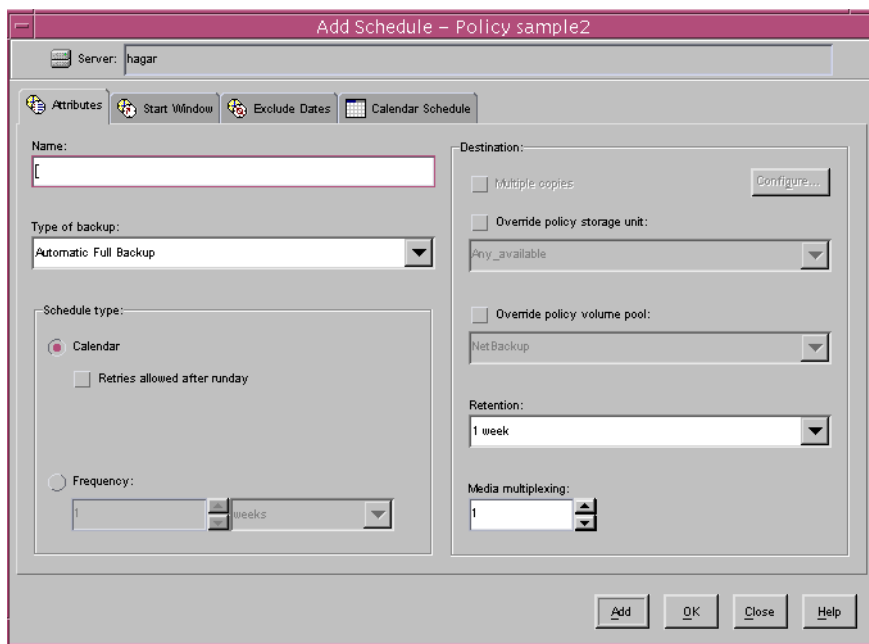 Add Schedule – Policy sample2
Server: hagar
Attributes Start Window Exclude Dates Calendar Schedule
Name:
[
Type of backup:
Automatic Full Backup
Schedule type:
Calendar
Retries allowed after runday
Frequency:
1 weeks
Destination:
Multiple copies Configure...
Override policy storage unit:
Any_available
Override policy volume pool:
NetBackup
Retention:
1 week
Media multiplexing:
1
Add OK Close Help